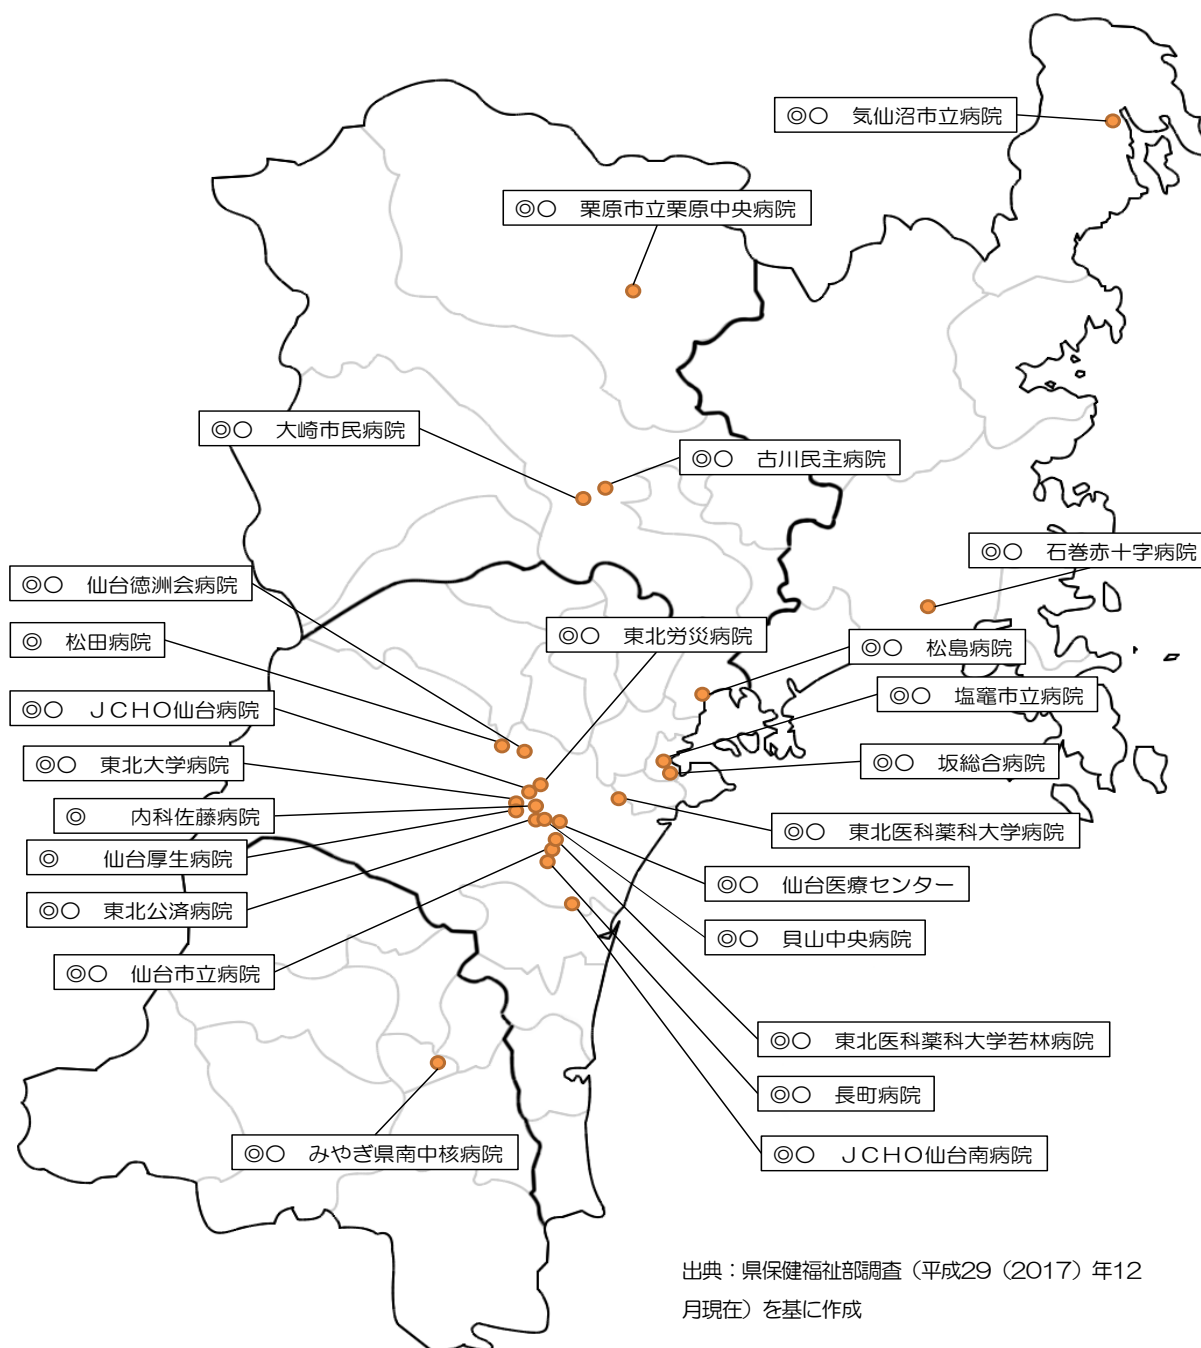 ◎○　気仙沼市立病院
◎○　栗原市立栗原中央病院
◎○　大崎市民病院
◎○　古川民主病院
◎○　石巻赤十字病院
◎○　仙台徳洲会病院
◎　松田病院
◎○　東北労災病院
◎○　松島病院
◎○　ＪＣＨＯ仙台病院
◎○　塩竈市立病院
◎○　東北大学病院
◎○　坂総合病院
◎　内科佐藤病院
◎○　東北医科薬科大学病院
◎　仙台厚生病院
◎○　仙台医療センター
◎○　東北公済病院
◎○　貝山中央病院
◎○　仙台市立病院
◎○　東北医科薬科大学若林病院
◎○　長町病院
◎○　みやぎ県南中核病院
◎○　ＪＣＨＯ仙台南病院
出典：県保健福祉部調査（平成29（2017）年12
月現在）を基に作成